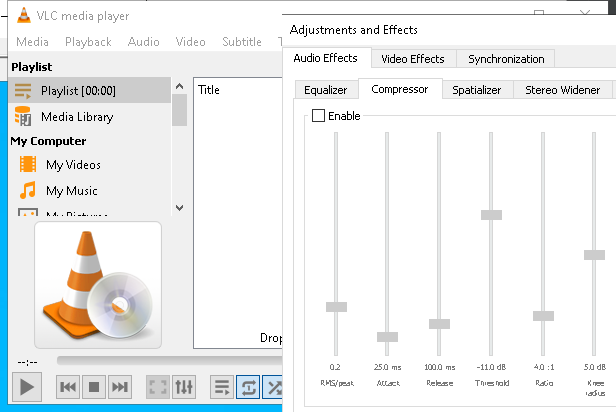 VLC media player
Media Playback Audio Video Subtitle T
Playlist
Playlist [00:00]
Media Library
My Computer
My Videos
My Music
My Pictures
Title
Drop
--:--
Adjustments and Effects
Audio Effects Video Effects Synchronization
Equalizer Compressor Spatializer Stereo Widener
Enable
0.2 25.0 ms 100.0 ms -11.0 dB 4.0 :1 5.0 dB
RMS/peak Attack Release Threshold Ratio Knee
radius